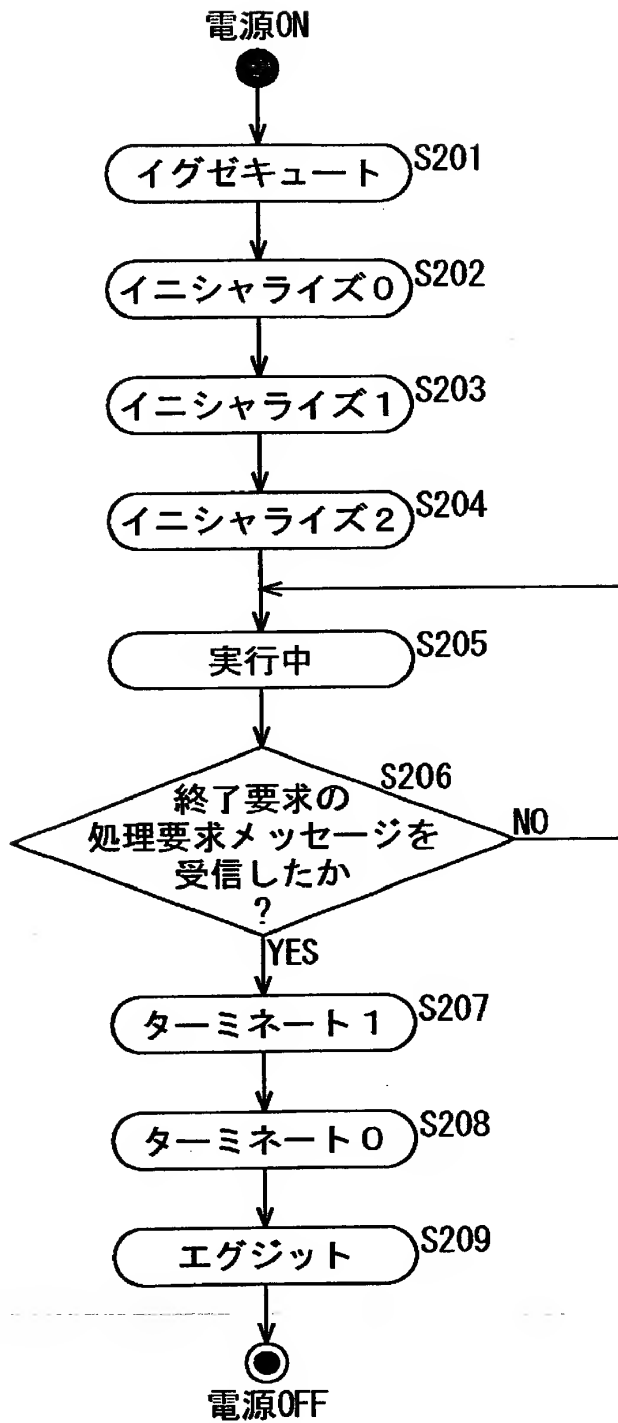 電源ON
イグゼキュート
S201
イニシャライズ0
S202
イニシャライズ1
S203
イニシャライズ2
S204
実行中
S205
S206
終了要求の
処理要求メッセージを
受信したか
?
NO
YES
ターミネート1
S207
ターミネート0
S208
エグジット
S209
電源OFF